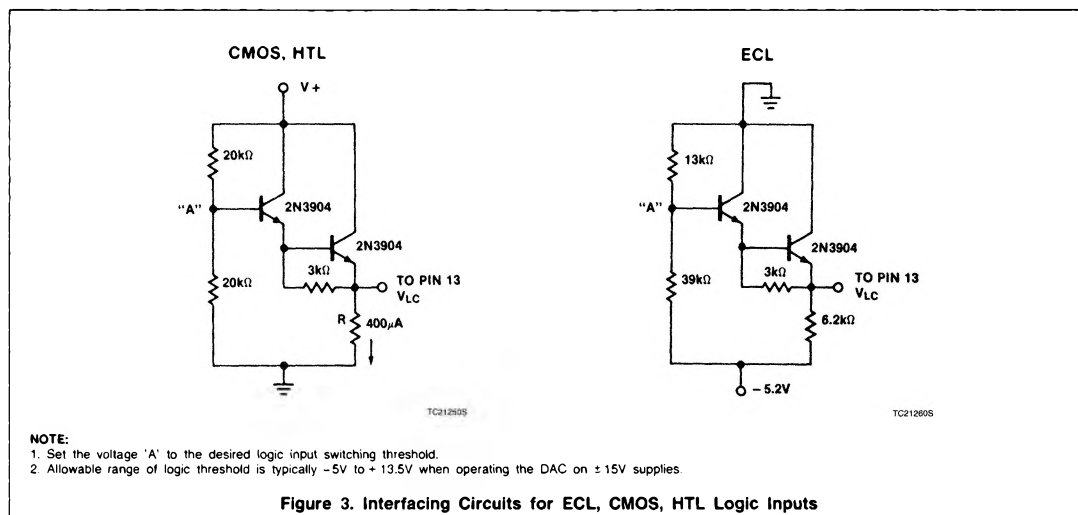 CMOS, HTL
V+
20kΩ
"A"
2N3904
2N3904
3kΩ
20kΩ
TO PIN 13
VLC
R
400μA
TC21250S
ECL
13kΩ
"A"
2N3904
2N3904
3kΩ
39kΩ
TO PIN 13
VLC
6.2kΩ
−5.2V
TC21260S
NOTE:
1. Set the voltage 'A' to the desired logic input switching threshold.
2. Allowable range of logic threshold is typically −5V to +13.5V when operating the DAC on ±15V supplies.
Figure 3. Interfacing Circuits for ECL, CMOS, HTL Logic Inputs